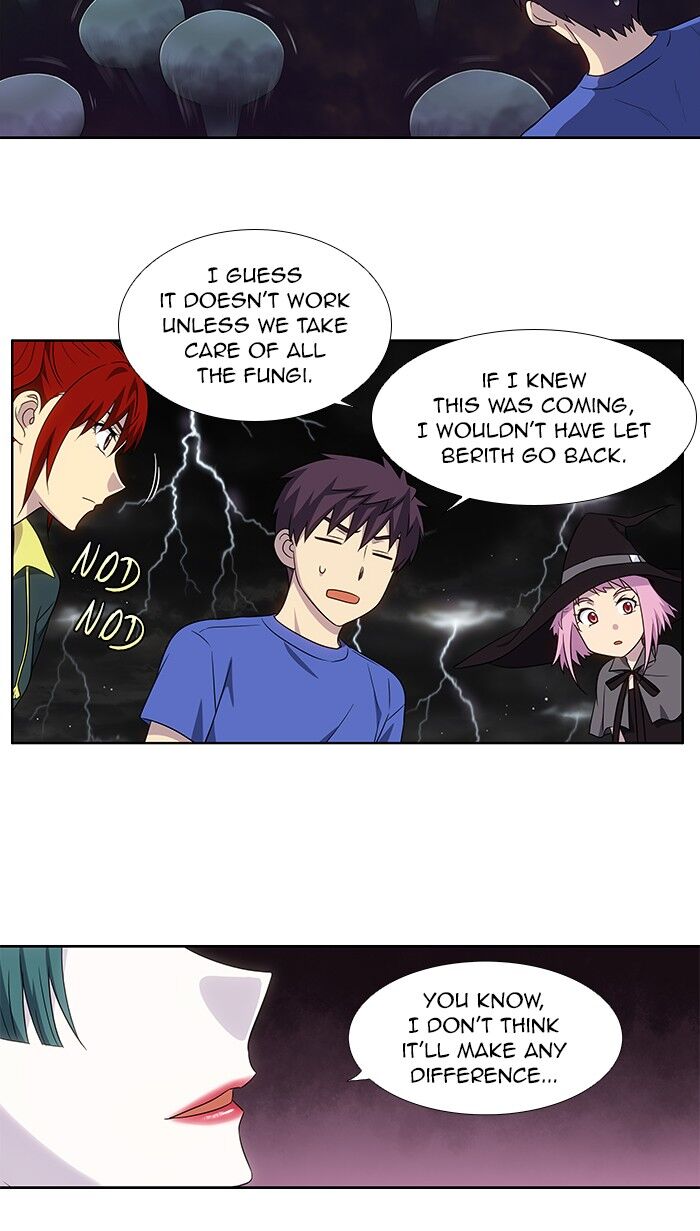 I GUESS
IT DOESN'T WORK
UNLESS WE TAKE
CARE OF ALL
THE FUNGI.
IF I KNEW
THIS WAS COMING,
I WOULDN'T HAVE LET
BERITH GO BACK.
NOD
NOD
YOU KNOW,
I DON'T THINK
IT'LL MAKE ANY
DIFFERENCE...